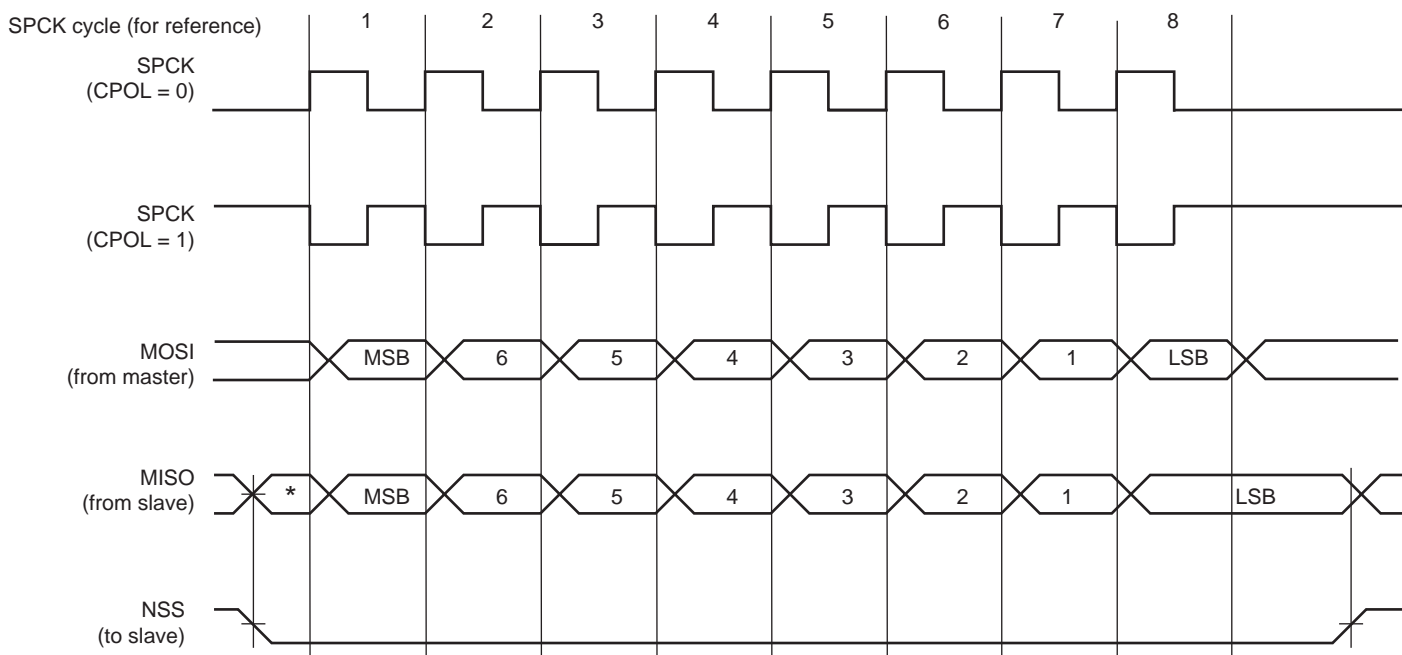 SPCK cycle (for reference) 1 2 3 4 5 6 7 8
SPCK
(CPOL = 0)
SPCK
(CPOL = 1)
MOSI
(from master)
MSB 6 5 4 3 2 1 LSB
MISO
(from slave)
* MSB 6 5 4 3 2 1 LSB
NSS
(to slave)